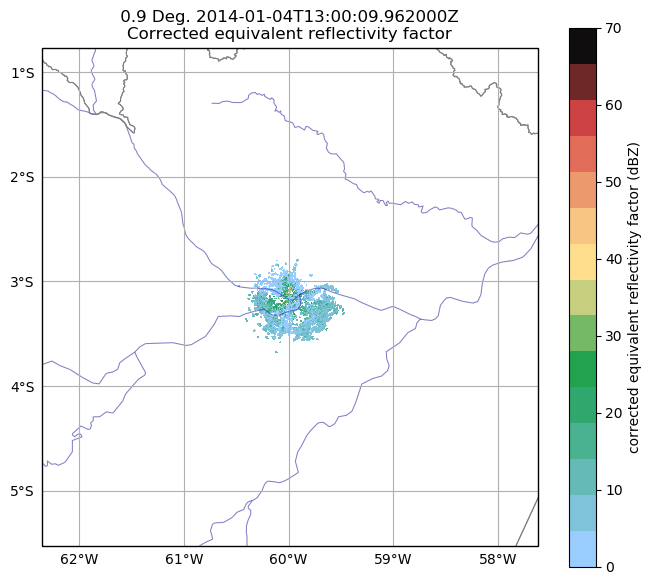 0.9 Deg. 2014-01-04T13:00:09.962000Z
Corrected equivalent reflectivity factor
1°S
2°S
3°S
4°S
5°S
62°W
61°W
60°W
59°W
58°W
70
60
50
40
30
20
10
0
corrected equivalent reflectivity factor (dBZ)